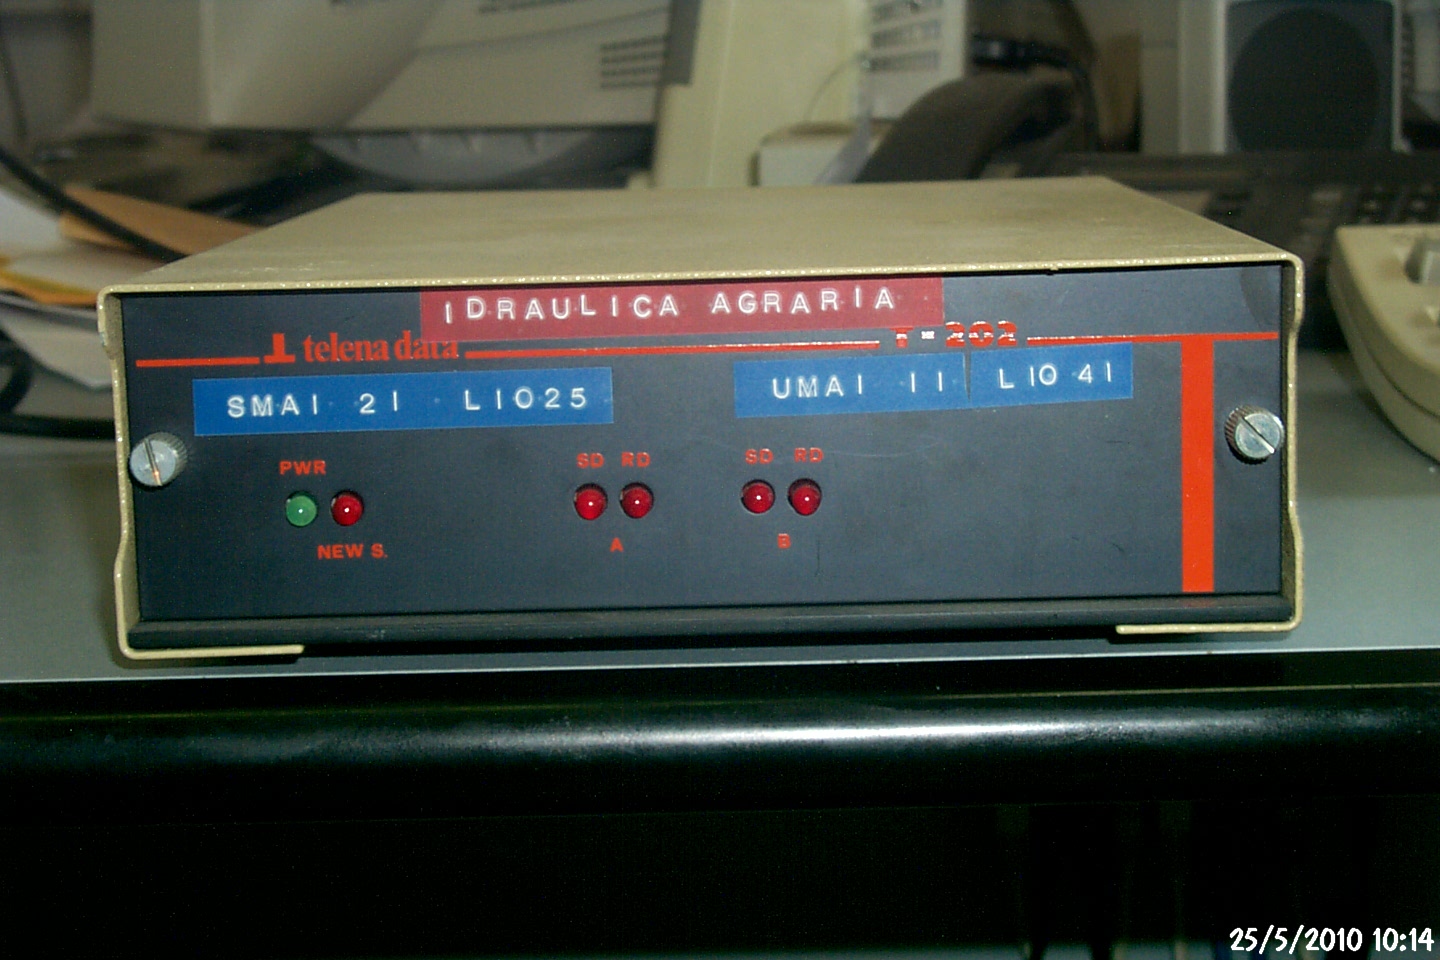 IDRAULICA AGRARIA
telena data T-202
SMAI 21 LIO25
UMAI 11 LIO 41
PWR
SD RD
SD RD
NEW S.
A
B
25/5/2010 10:14